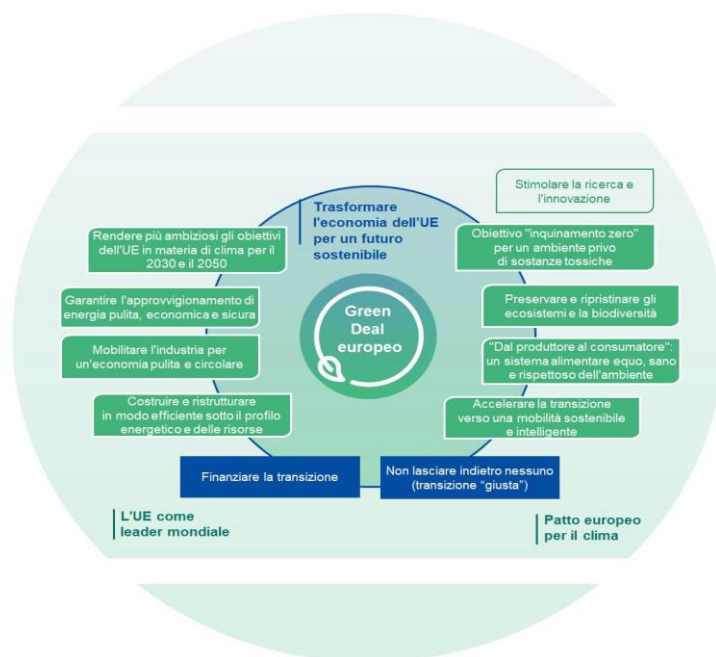 Trasformare
l'economia dell'UE
per un futuro
sostenibile
Stimolare la ricerca e
l'innovazione
Rendere più ambiziosi gli obiettivi
dell'UE in materia di clima per il
2030 e il 2050
Obiettivo "inquinamento zero"
per un ambiente privo
di sostanze tossiche
Garantire l'approvvigionamento di
energia pulita, economica e sicura
Preservare e ripristinare gli
ecosistemi e la biodiversità
Green
Deal
europeo
Mobilitare l'industria per
un'economia pulita e circolare
"Dal produttore al consumatore":
un sistema alimentare equo, sano
e rispettoso dell'ambiente
Costruire e ristrutturare
in modo efficiente sotto il profilo
energetico e delle risorse
Accelerare la transizione
verso una mobilità sostenibile
e intelligente
Finanziare la transizione
Non lasciare indietro nessuno
(transizione “giusta”)
L'UE come
leader mondiale
Patto europeo
per il clima